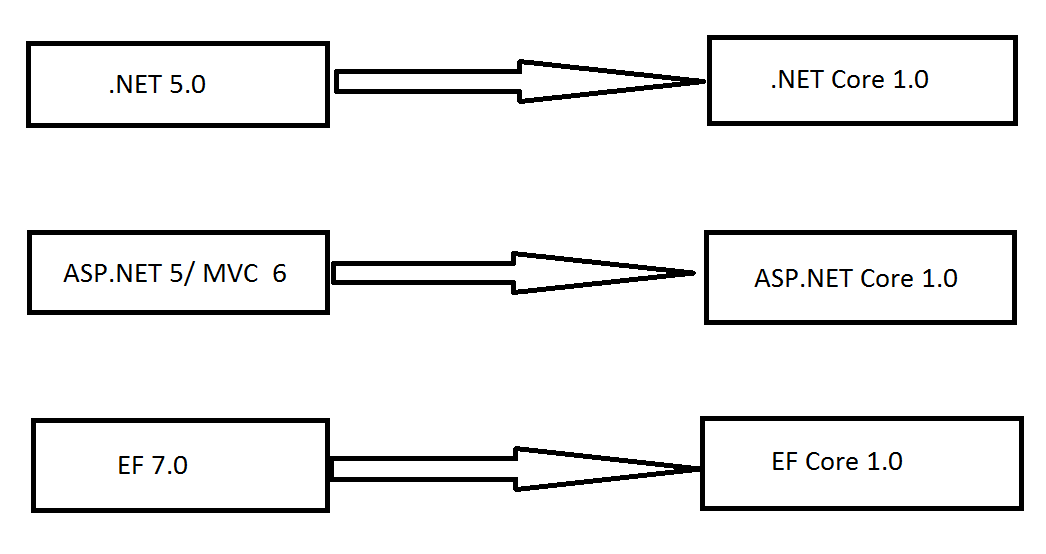 .NET 5.0
.NET Core 1.0
ASP.NET 5/ MVC  6
ASP.NET Core 1.0
EF 7.0
EF Core 1.0